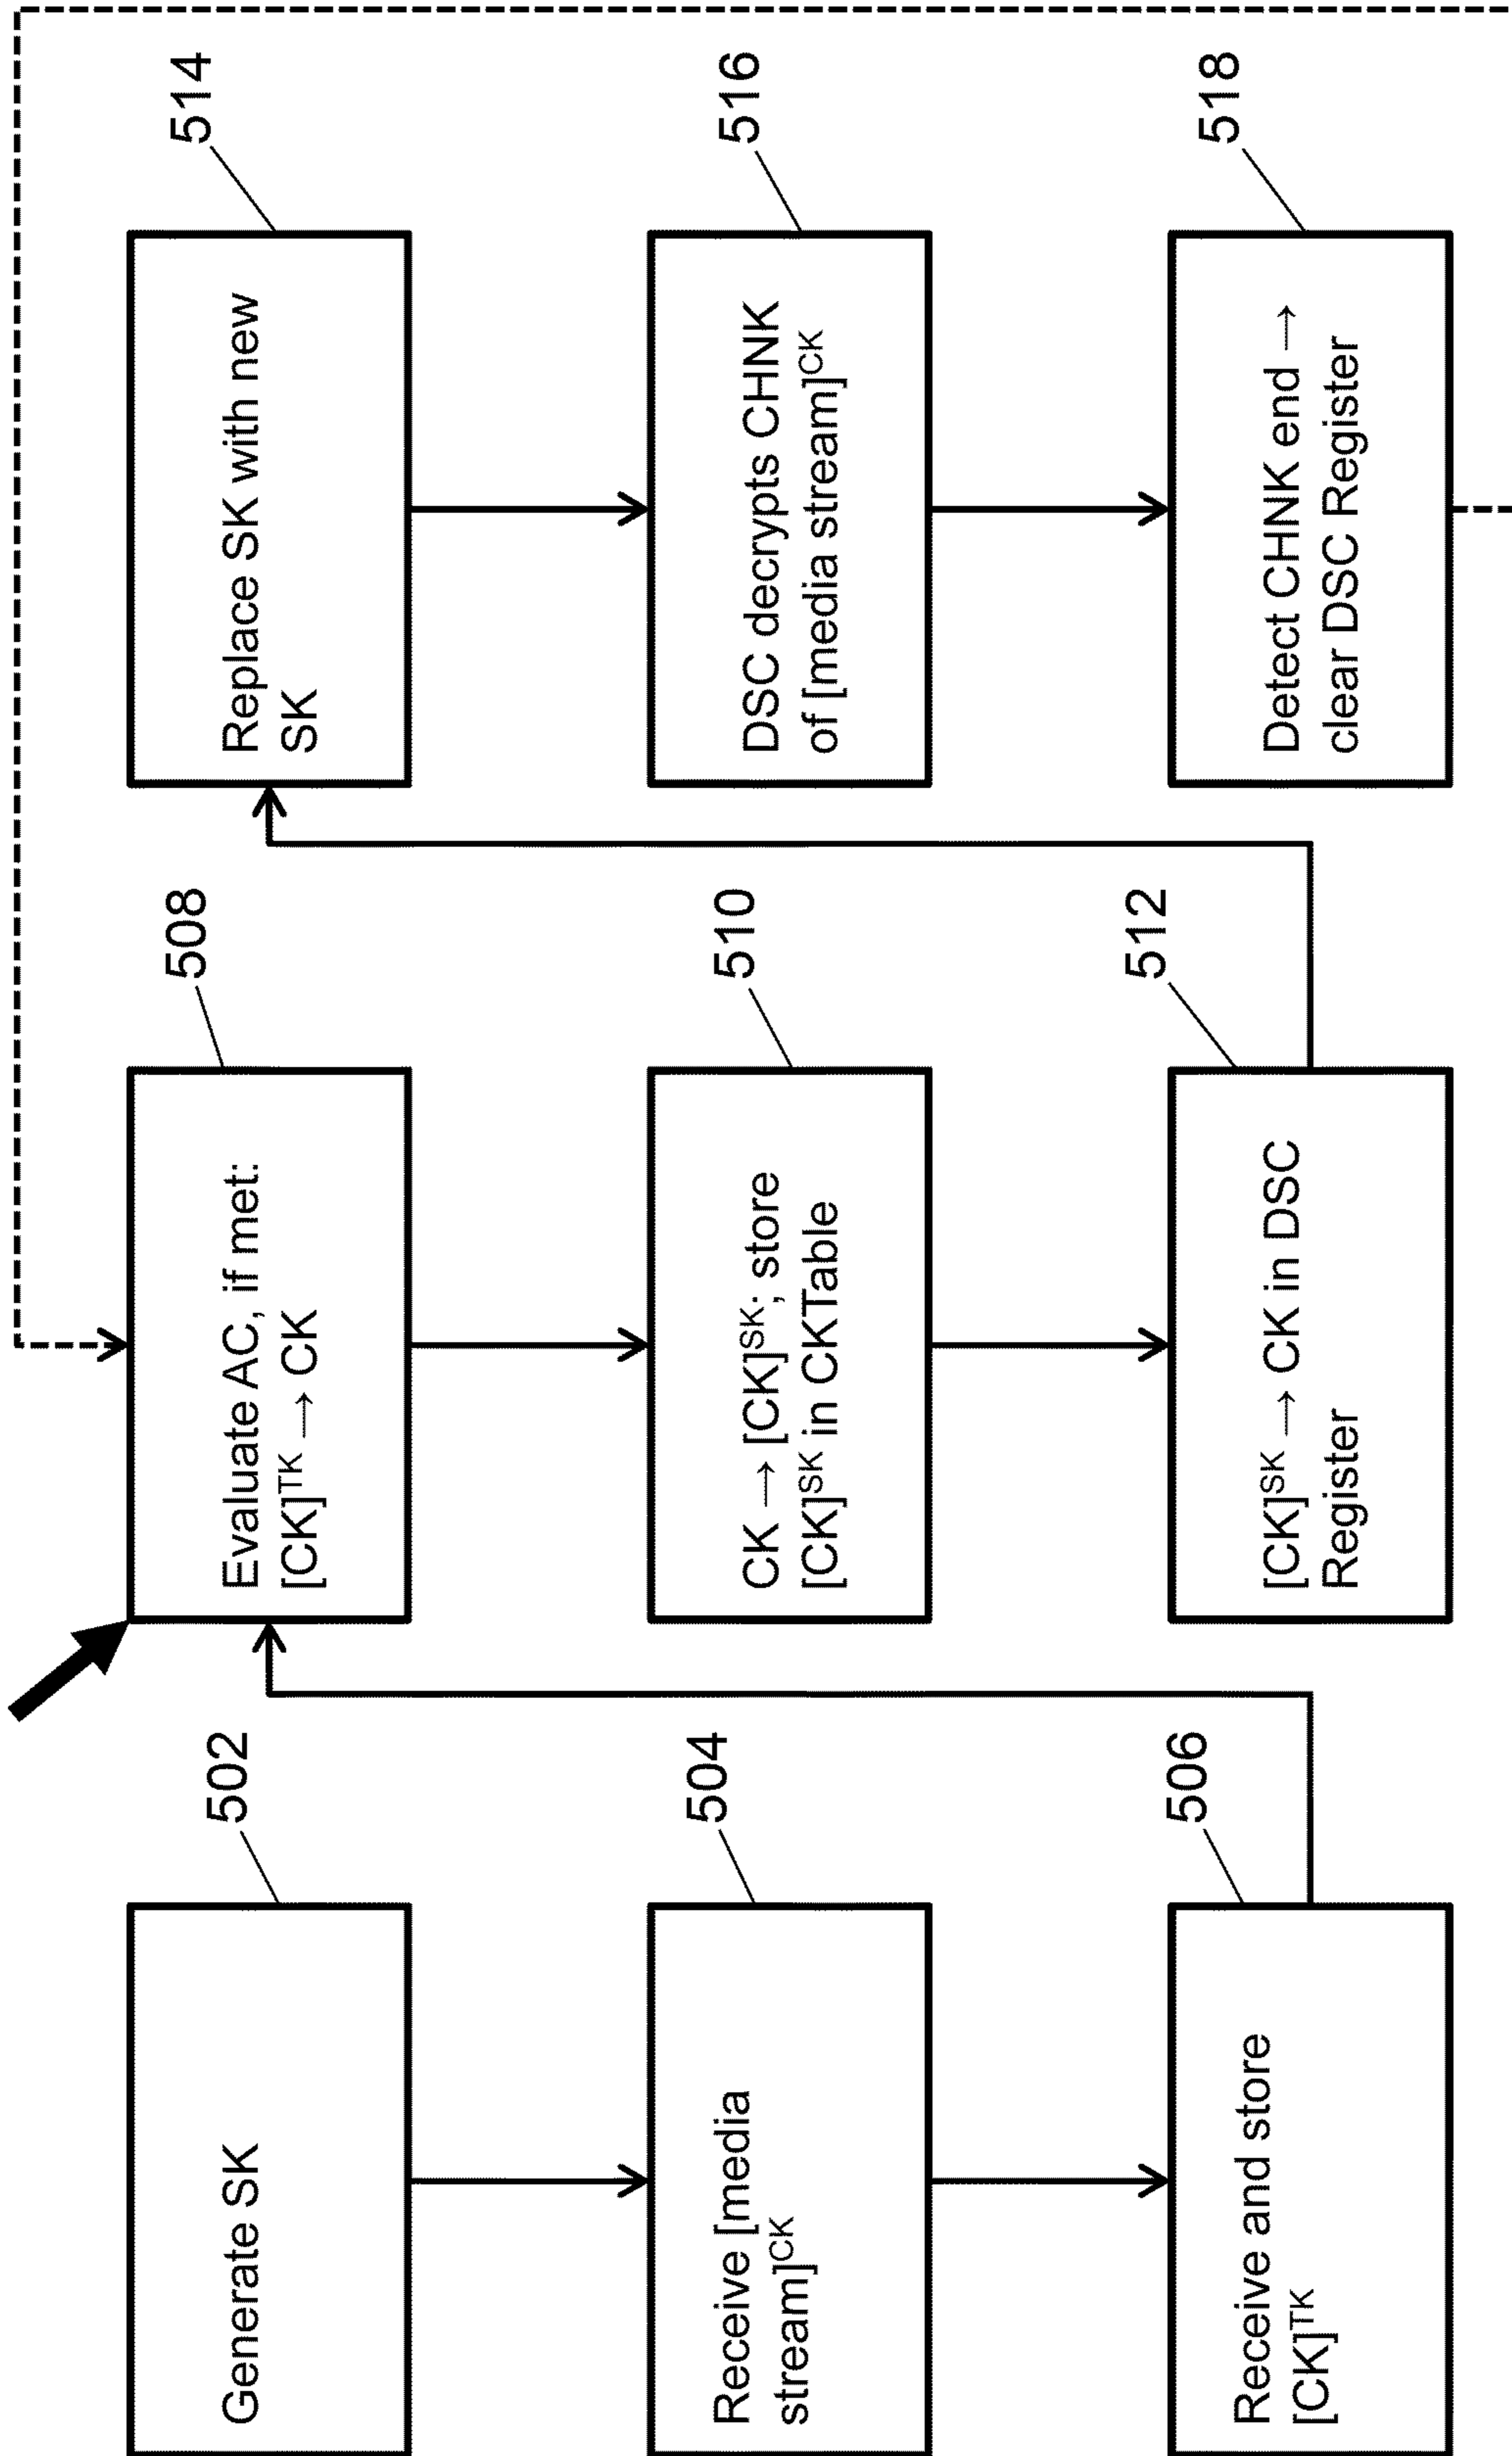 502
Generate SK
504
Receive [media
stream]^CK
506
Receive and store
[CK]^TK
508
Evaluate AC, if met:
[CK]^TK → CK
510
CK → [CK]^SK; store
[CK]^SK in CKTable
512
[CK]^SK → CK in DSC
Register
514
Replace SK with new
SK
516
DSC decrypts CHNK
of [media stream]^CK
518
Detect CHNK end →
clear DSC Register